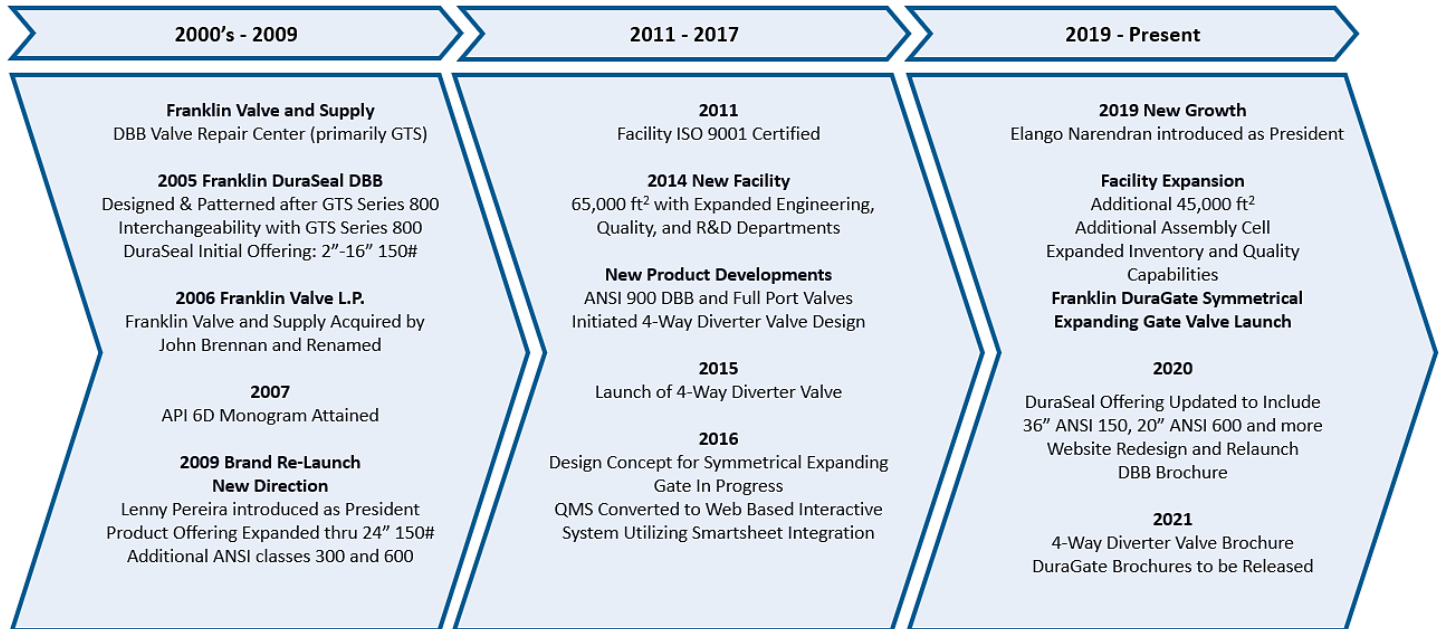 2000's - 2009
Franklin Valve and Supply
DBB Valve Repair Center (primarily GTS)
2005 Franklin DuraSeal DBB
Designed & Patterned after GTS Series 800
Interchangeability with GTS Series 800
DuraSeal Initial Offering: 2”-16” 150#
2006 Franklin Valve L.P.
Franklin Valve and Supply Acquired by
John Brennan and Renamed
2007
API 6D Monogram Attained
2009 Brand Re-Launch
New Direction
Lenny Pereira introduced as President
Product Offering Expanded thru 24” 150#
Additional ANSI classes 300 and 600
2011 - 2017
2011
Facility ISO 9001 Certified
2014 New Facility
65,000 ft² with Expanded Engineering,
Quality, and R&D Departments
New Product Developments
ANSI 900 DBB and Full Port Valves
Initiated 4-Way Diverter Valve Design
2015
Launch of 4-Way Diverter Valve
2016
Design Concept for Symmetrical Expanding
Gate In Progress
QMS Converted to Web Based Interactive
System Utilizing Smartsheet Integration
2019 - Present
2019 New Growth
Elango Narendran introduced as President
Facility Expansion
Additional 45,000 ft²
Additional Assembly Cell
Expanded Inventory and Quality
Capabilities
Franklin DuraGate Symmetrical
Expanding Gate Valve Launch
2020
DuraSeal Offering Updated to Include
36” ANSI 150, 20” ANSI 600 and more
Website Redesign and Relaunch
DBB Brochure
2021
4-Way Diverter Valve Brochure
DuraGate Brochures to be Released